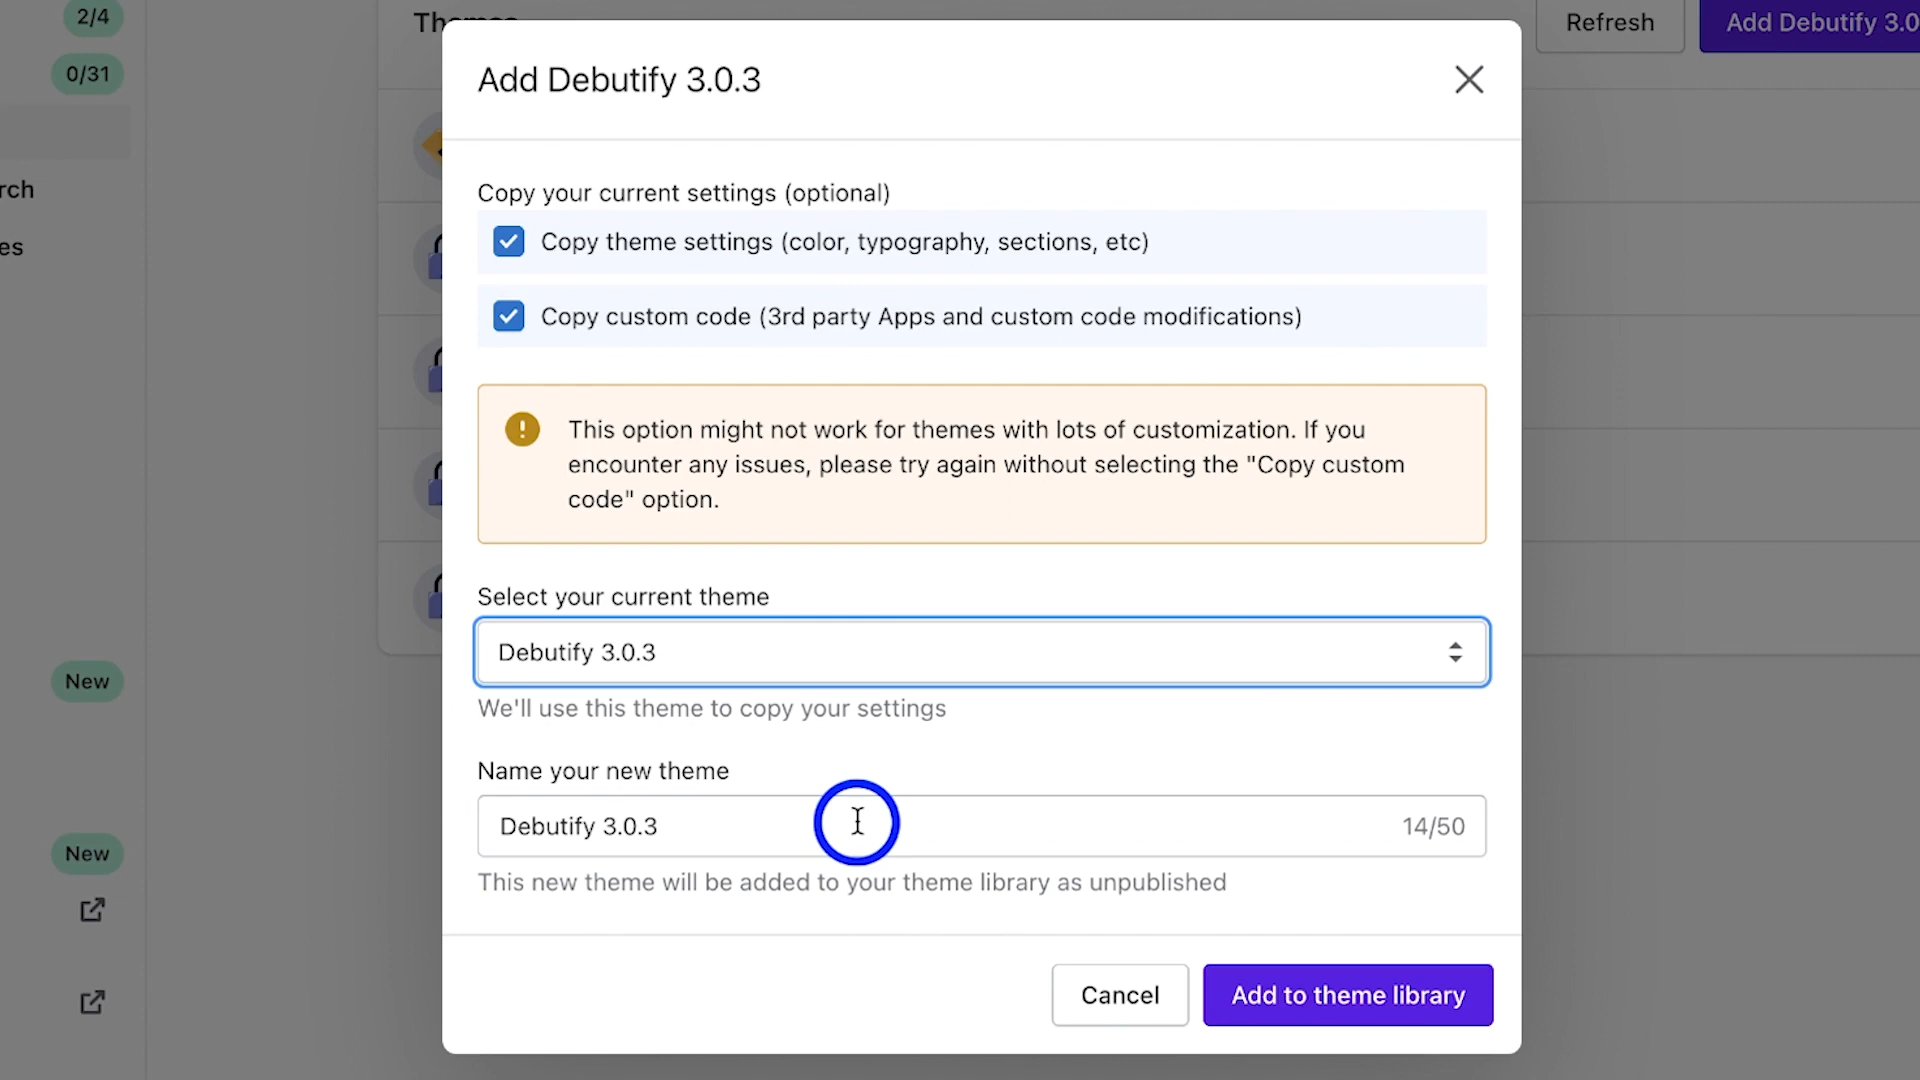 2/4
0/31
rch
es
New
New
Refresh
Add Debutify 3.0
Add Debutify 3.0.3
Copy your current settings (optional)
Copy theme settings (color, typography, sections, etc)
Copy custom code (3rd party Apps and custom code modifications)
This option might not work for themes with lots of customization. If you
encounter any issues, please try again without selecting the "Copy custom
code" option.
Select your current theme
Debutify 3.0.3
We'll use this theme to copy your settings
Name your new theme
Debutify 3.0.3 14/50
This new theme will be added to your theme library as unpublished
Cancel
Add to theme library